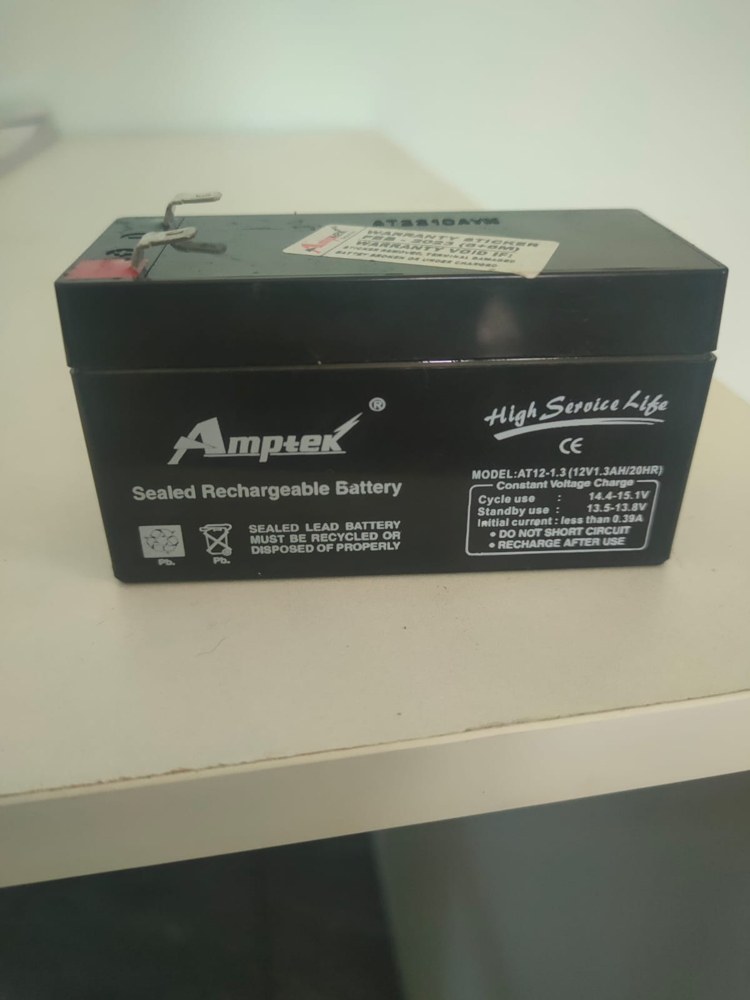 AT2210AYM
Amptek
WARRANTY STICKER
FEB - 2023 (6+6M)
WARRANTY VOID IF:
STICKER REMOVED, TERMINAL DAMAGED
BATTEY BROKEN OR UNDER CHARGED
Amptek®
Sealed Rechargeable Battery
Pb.
Pb.
SEALED LEAD BATTERY
MUST BE RECYCLED OR
DISPOSED OF PROPERLY
High Service Life
CE
MODEL:AT12-1.3 (12V1.3AH/20HR)
Constant Voltage Charge
Cycle use : 14.4-15.1V
Standby use : 13.5-13.8V
Initial current : less than 0.39A
• DO NOT SHORT CIRCUIT
• RECHARGE AFTER USE